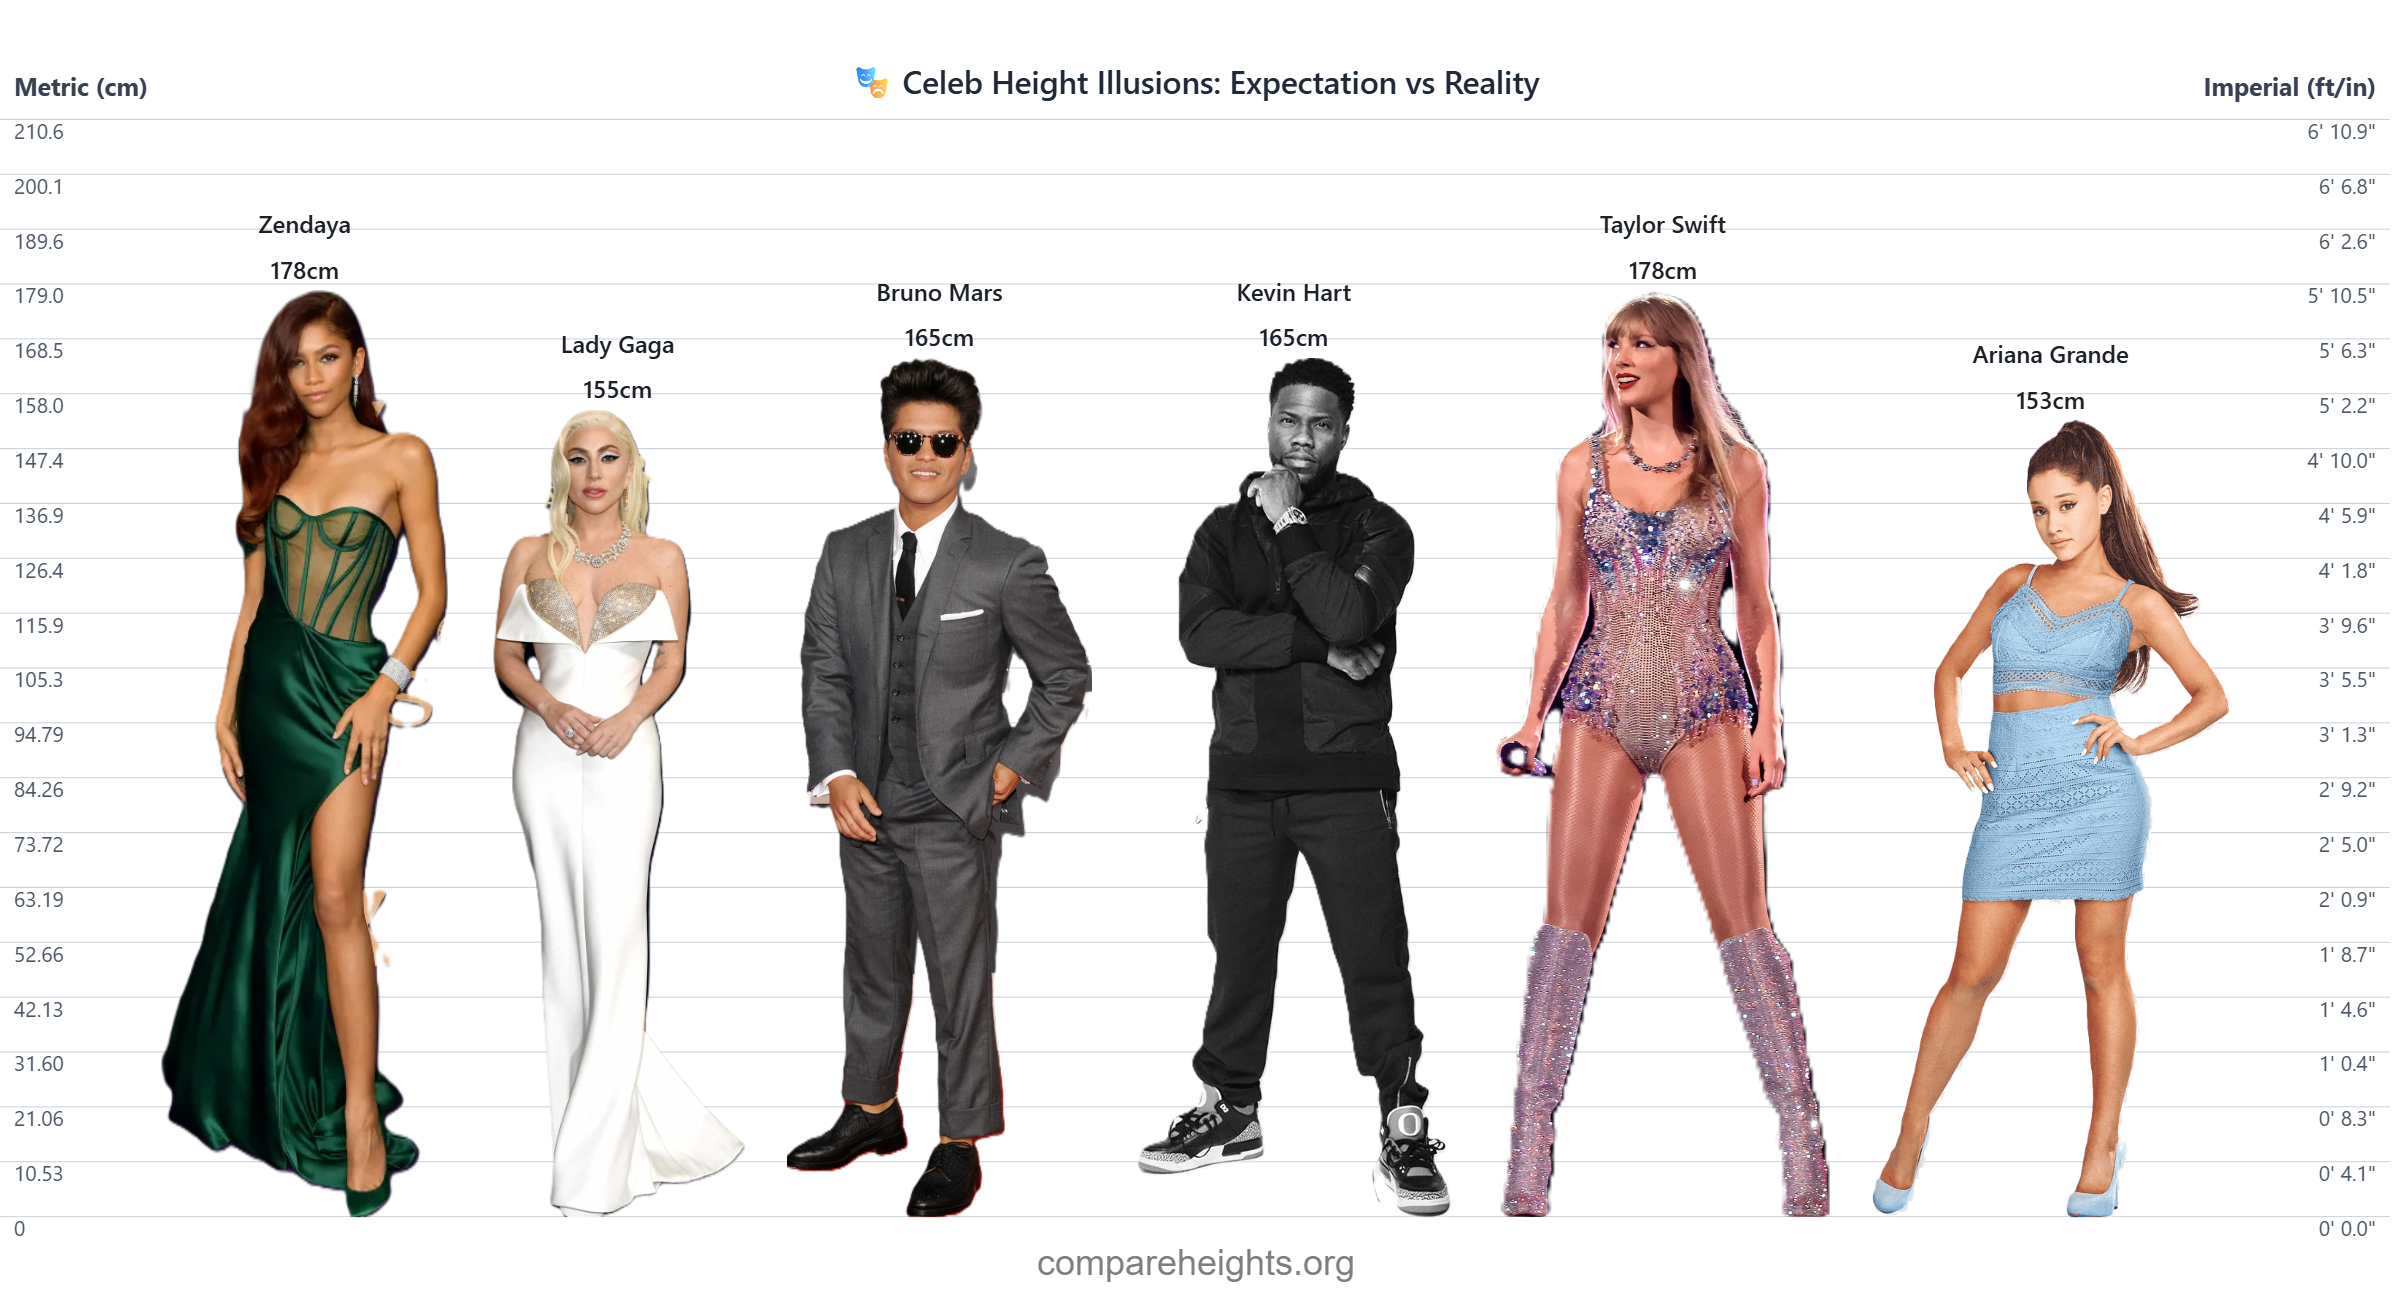 🎭 Celeb Height Illusions: Expectation vs Reality
Metric (cm)
Imperial (ft/in)
210.6
6' 10.9"
200.1
6' 6.8"
189.6
6' 2.6"
179.0
5' 10.5"
168.5
5' 6.3"
158.0
5' 2.2"
147.4
4' 10.0"
136.9
4' 5.9"
126.4
4' 1.8"
115.9
3' 9.6"
105.3
3' 5.5"
94.79
3' 1.3"
84.26
2' 9.2"
73.72
2' 5.0"
63.19
2' 0.9"
52.66
1' 8.7"
42.13
1' 4.6"
31.60
1' 0.4"
21.06
0' 8.3"
10.53
0' 4.1"
0
0' 0.0"
Zendaya
178cm
Lady Gaga
155cm
Bruno Mars
165cm
Kevin Hart
165cm
Taylor Swift
178cm
Ariana Grande
153cm
compareheights.org